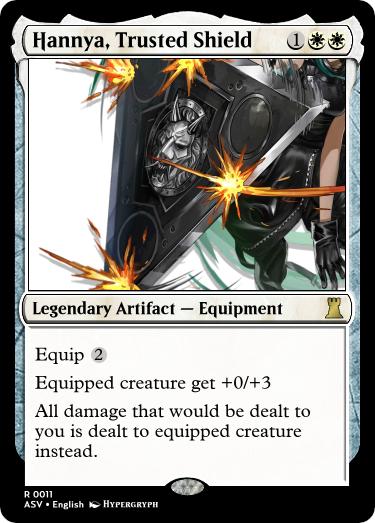 Hannya, Trusted Shield 1
Legendary Artifact — Equipment
Equip 2
Equipped creature get +0/+3
All damage that would be dealt to
you is dealt to equipped creature
instead.
R 0011
ASV • English HYPERGRYPH